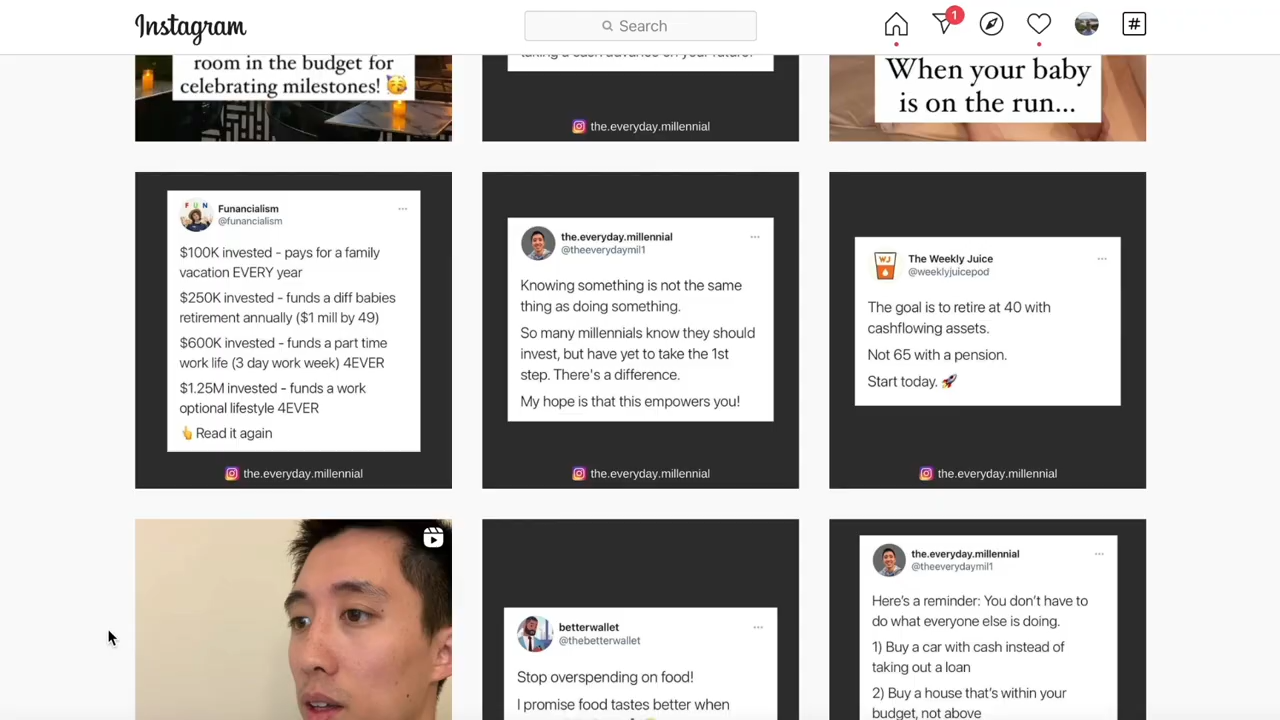 Instagram
Search
1
#
room in the budget for
celebrating milestones! 🥳
taking a cash advance on your future.
the.everyday.millennial
When your baby
is on the run...
FUN
Funancialism
@funancialism
$100K invested - pays for a family
vacation EVERY year
$250K invested - funds a diff babies
retirement annually ($1 mill by 49)
$600K invested - funds a part time
work life (3 day work week) 4EVER
$1.25M invested - funds a work
optional lifestyle 4EVER
👆Read it again
the.everyday.millennial
the.everyday.millennial
@theeverydaymil1
Knowing something is not the same
thing as doing something.
So many millennials know they should
invest, but have yet to take the 1st
step. There's a difference.
My hope is that this empowers you!
the.everyday.millennial
WJ
The Weekly Juice
@weeklyjuicepod
The goal is to retire at 40 with
cashflowing assets.
Not 65 with a pension.
Start today. 🚀
the.everyday.millennial
betterwallet
@thebetterwallet
Stop overspending on food!
I promise food tastes better when
the.everyday.millennial
@theeverydaymil1
Here's a reminder: You don't have to
do what everyone else is doing.
1) Buy a car with cash instead of
taking out a loan
2) Buy a house that's within your
budget, not above